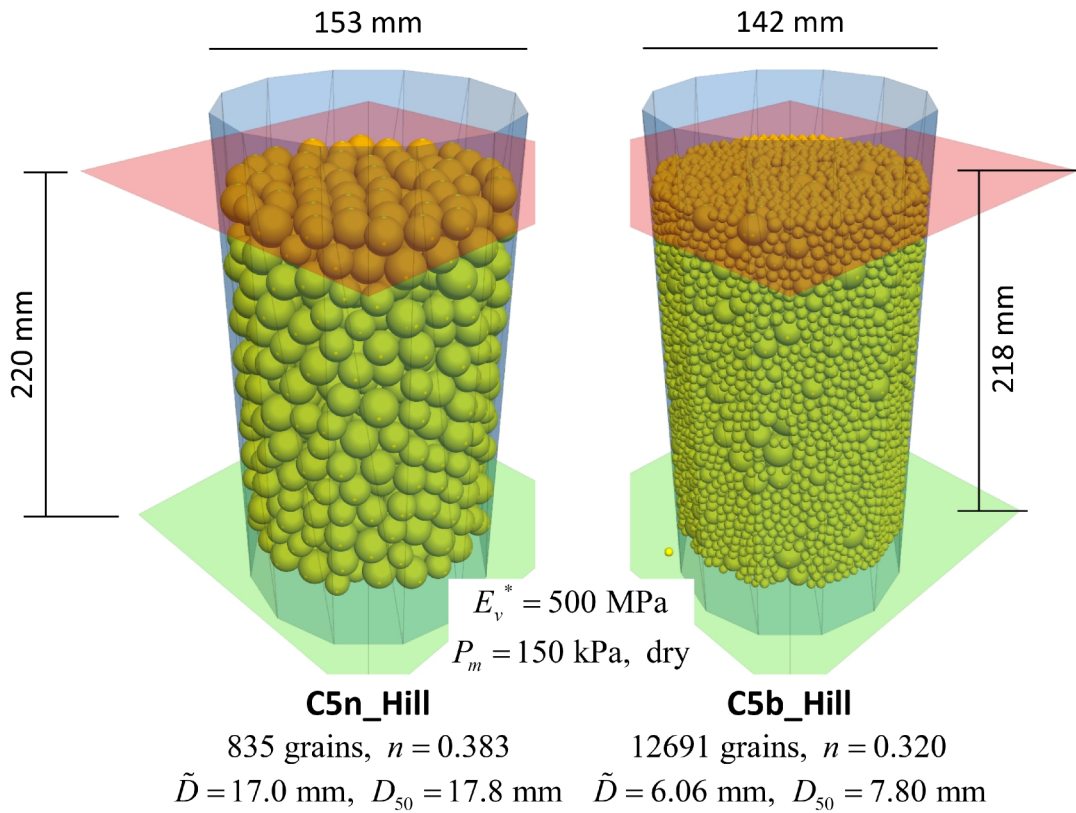 153 mm
142 mm
220 mm
218 mm
E_v^* = 500 MPa
P_m = 150 kPa, dry
C5n_Hill
C5b_Hill
835 grains, n = 0.383
12691 grains, n = 0.320
D̃ = 17.0 mm, D_50 = 17.8 mm
D̃ = 6.06 mm, D_50 = 7.80 mm